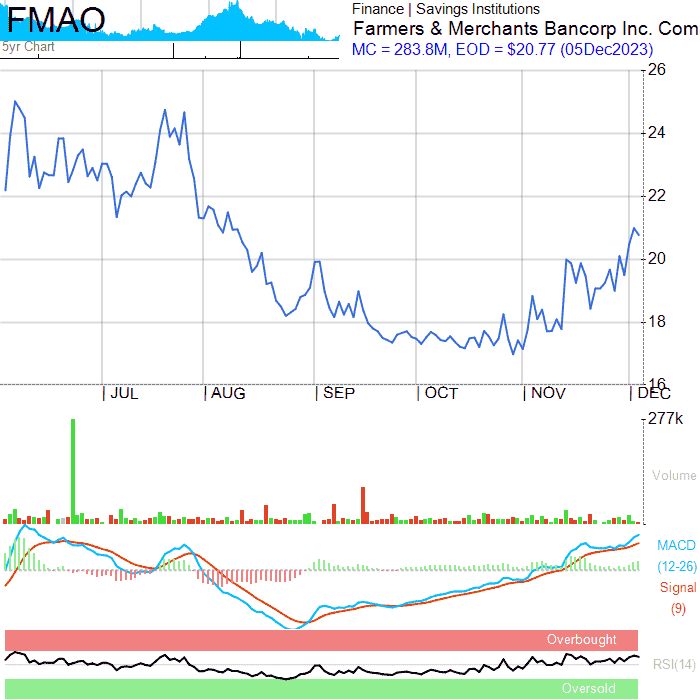 FMAO
5yr Chart
Finance | Savings Institutions
Farmers & Merchants Bancorp Inc. Com
MC = 283.8M, EOD = $20.77 (05Dec2023)
26
24
22
20
18
16
JUL AUG SEP OCT NOV DEC
277k
Volume
MACD
(12-26)
Signal
(9)
Overbought
RSI(14)
Oversold